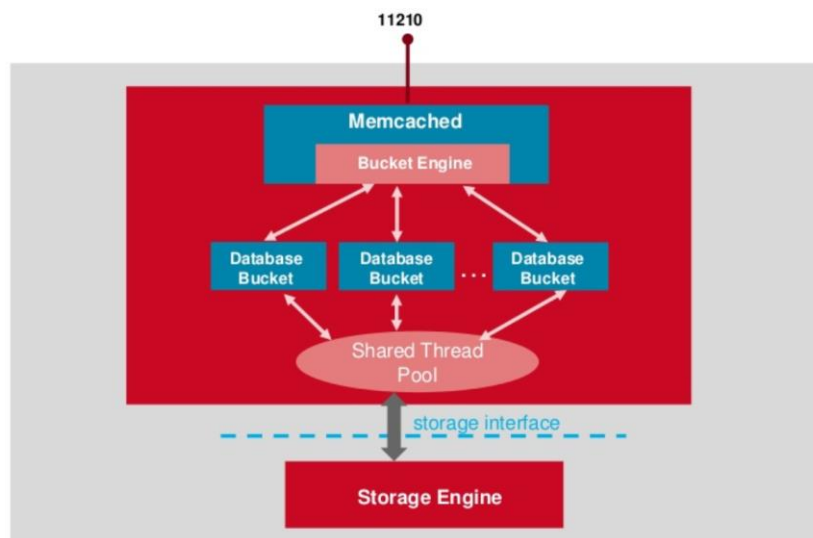 11210
Memcached
Bucket Engine
Database
Bucket
Database
Bucket
...
Database
Bucket
Shared Thread
Pool
storage interface
Storage Engine